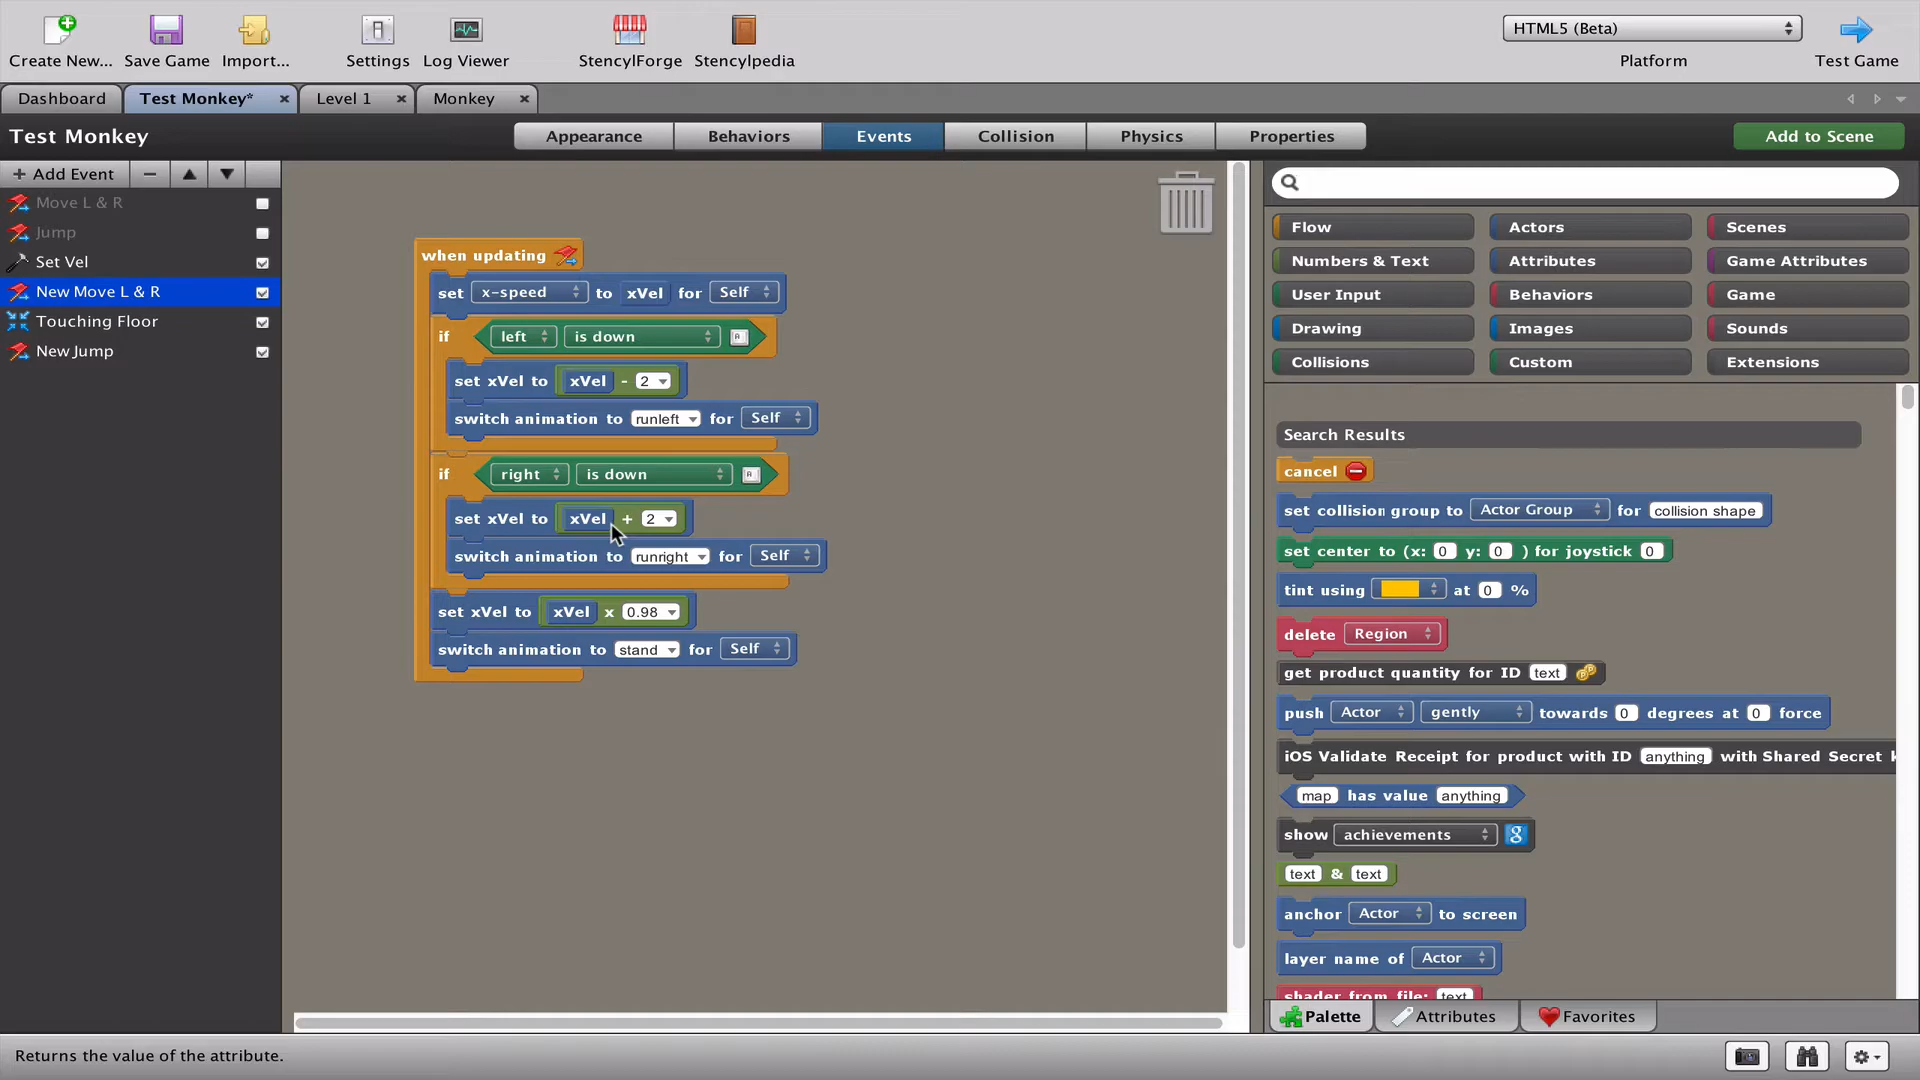 Create New...
Save Game
Import...
Settings
Log Viewer
StencylForge
Stencylpedia
HTML5 (Beta)
Platform
Test Game
Dashboard
Test Monkey*
Level 1
Monkey
Test Monkey
Appearance
Behaviors
Events
Collision
Physics
Properties
Add to Scene
+ Add Event
Move L & R
Jump
Set Vel
New Move L & R
Touching Floor
New Jump
when updating
set x-speed to xVel for Self
if left is down
set xVel to xVel - 2
switch animation to runleft for Self
if right is down
set xVel to xVel + 2
switch animation to runright for Self
set xVel to xVel x 0.98
switch animation to stand for Self
Flow
Actors
Scenes
Numbers & Text
Attributes
Game Attributes
User Input
Behaviors
Game
Drawing
Images
Sounds
Collisions
Custom
Extensions
Search Results
cancel
set collision group to Actor Group for collision shape
set center to (x: 0 y: 0 ) for joystick 0
tint using at 0 %
delete Region
get product quantity for ID text
push Actor gently towards 0 degrees at 0 force
iOS Validate Receipt for product with ID anything with Shared Secret
map has value anything
show achievements g
text & text
anchor Actor to screen
layer name of Actor
shader from file: text
Palette
Attributes
Favorites
Returns the value of the attribute.